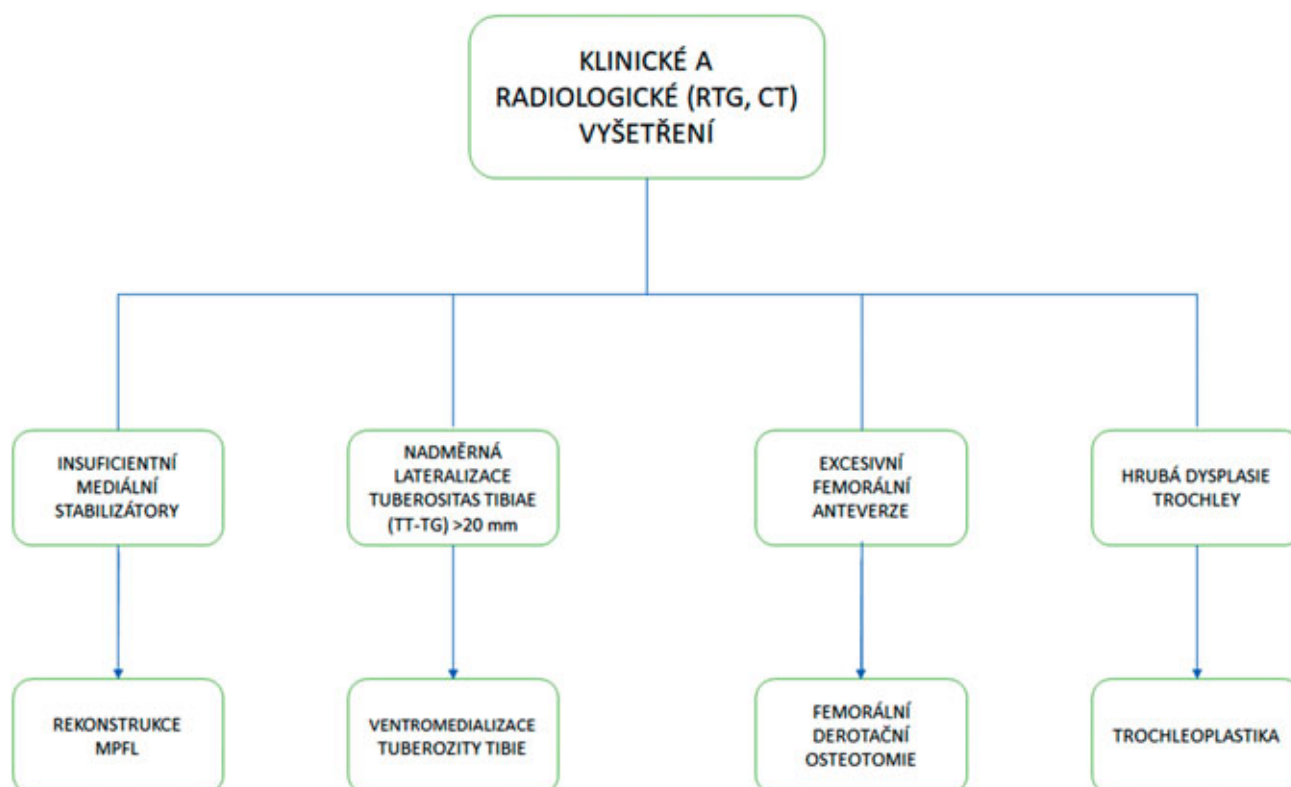 KLINICKÉ A
RADIOLOGICKÉ (RTG, CT)
VYŠETŘENÍ
INSUFICIENTNÍ
MEDIÁLNÍ
STABILIZÁTORY
NADMĚRNÁ
LATERALIZACE
TUBEROSITAS TIBIAE
(TT-TG) >20 mm
EXCESIVNÍ
FEMORÁLNÍ
ANTEVERZE
HRUBÁ DYSPLASIE
TROCHLEY
REKONSTRUKCE
MPFL
VENTROMEDIALIZACE
TUBEROZITY TIBIE
FEMORÁLNÍ
DEROTAČNÍ
OSTEOTOMIE
TROCHLEOPLASTIKA